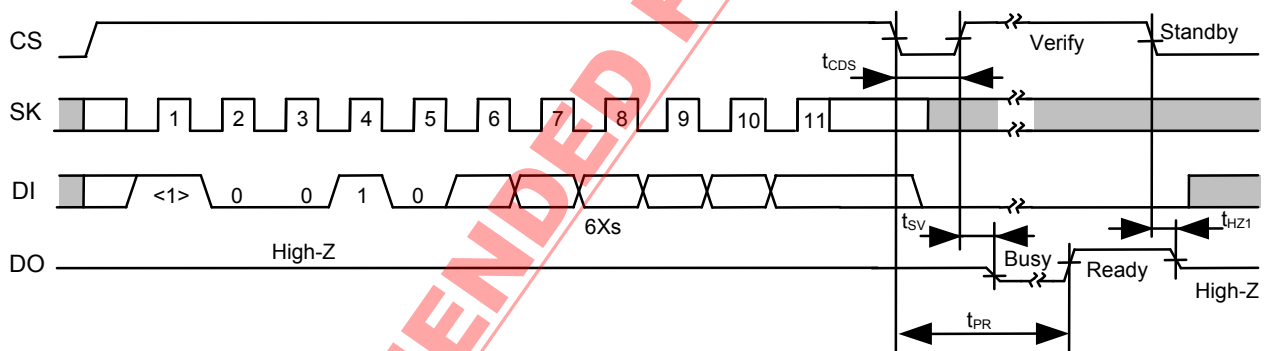 CS
Verify
Standby
tCDS
SK
1 2 3 4 5 6 7 8 9 10 11
DI
<1> 0 0 1 0
6Xs
tSV
tHZ1
DO
High-Z
Busy
Ready
High-Z
tPR
ENDED F